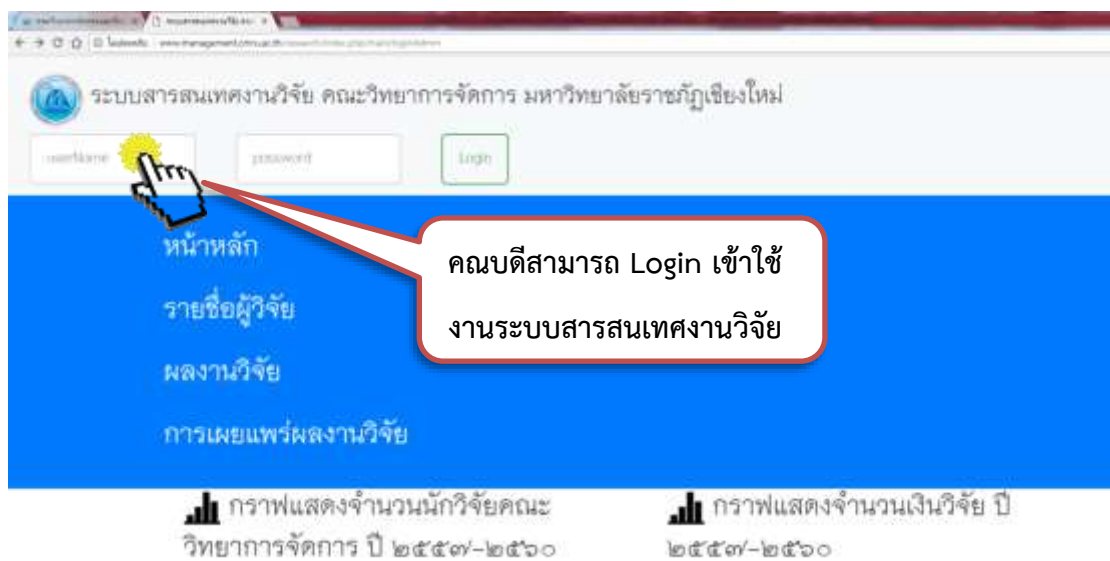 ระบบสารสนเทศงานวิจัย คณะวิทยาการจัดการ มหาวิทยาลัยราชภัฏเชียงใหม่
userName
password
Login
หน้าหลัก
รายชื่อผู้วิจัย
ผลงานวิจัย
การเผยแพร่ผลงานวิจัย
คณบดีสามารถ Login เข้าใช้
งานระบบสารสนเทศงานวิจัย
กราฟแสดงจำนวนนักวิจัยคณะ
วิทยาการจัดการ ปี ๒๕๕๗-๒๕๖๐
กราฟแสดงจำนวนเงินวิจัย ปี
๒๕๕๗-๒๕๖๐